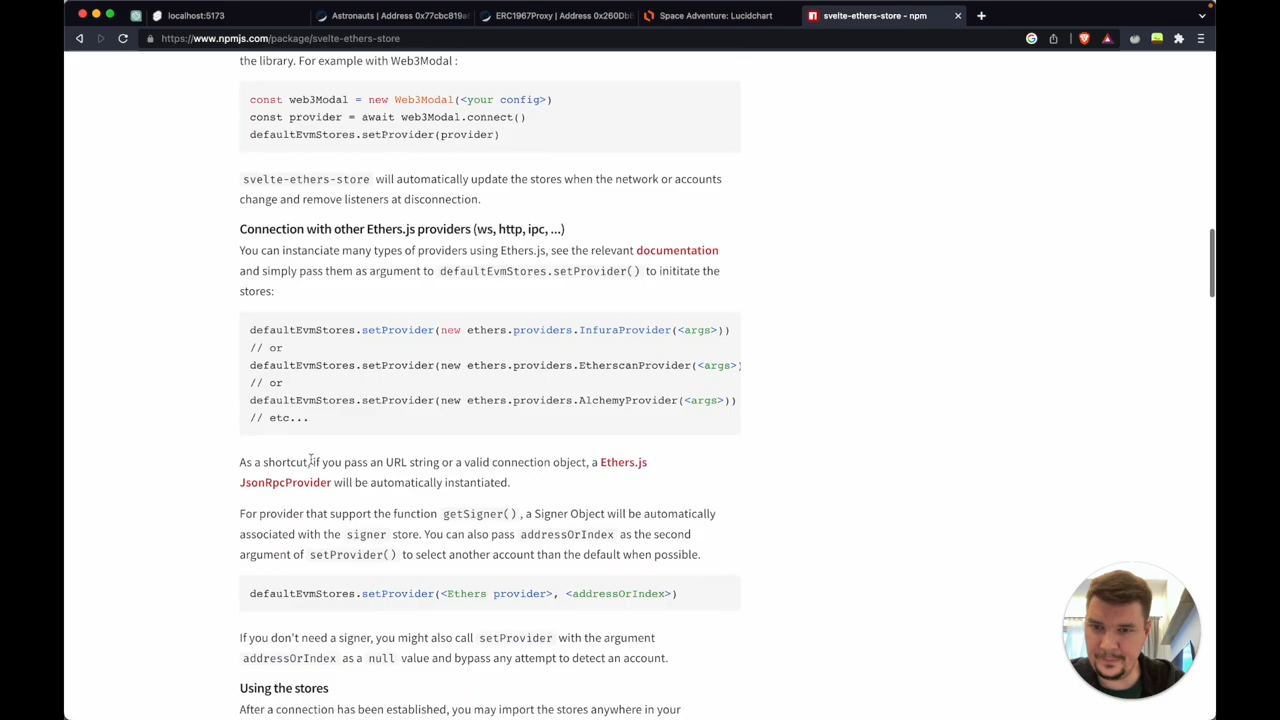 localhost:5173
Astronauts | Address 0x77cbc819
ERC1967Proxy | Address 0x260Db
Space Adventure: Lucidchart
svelte-ethers-store - npm
https://www.npmjs.com/package/svelte-ethers-store
the library. For example with Web3Modal :
const web3Modal = new Web3Modal(<your config>)
const provider = await web3Modal.connect()
defaultEvmStores.setProvider(provider)
svelte-ethers-store will automatically update the stores when the network or accounts
change and remove listeners at disconnection.
Connection with other Ethers.js providers (ws, http, ipc, ...)
You can instanciate many types of providers using Ethers.js, see the relevant documentation
and simply pass them as argument to defaultEvmStores.setProvider() to inititate the
stores:
defaultEvmStores.setProvider(new ethers.providers.InfuraProvider(<args>))
// or
defaultEvmStores.setProvider(new ethers.providers.EtherscanProvider(<args>)
// or
defaultEvmStores.setProvider(new ethers.providers.AlchemyProvider(<args>))
// etc...
As a shortcut, if you pass an URL string or a valid connection object, a Ethers.js
JsonRpcProvider will be automatically instantiated.
For provider that support the function getSigner() , a Signer Object will be automatically
associated with the signer store. You can also pass addressOrIndex as the second
argument of setProvider() to select another account than the default when possible.
defaultEvmStores.setProvider(<Ethers provider>, <addressOrIndex>)
If you don't need a signer, you might also call setProvider with the argument
addressOrIndex as a null value and bypass any attempt to detect an account.
Using the stores
After a connection has been established, you may import the stores anywhere in your